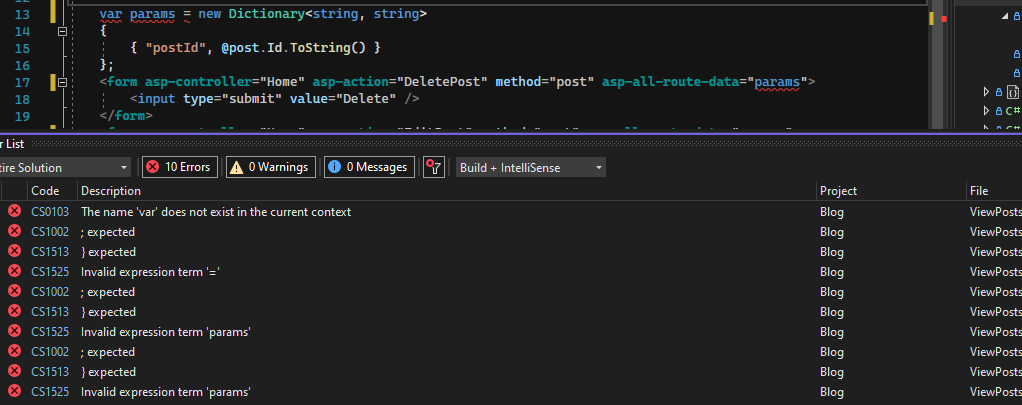 13 var params = new Dictionary<string, string>
14 {
15 { "postId", @post.Id.ToString() }
16 };
17 <form asp-controller="Home" asp-action="DeletePost" method="post" asp-all-route-data="params">
18 <input type="submit" value="Delete" />
19 </form>
r List
tire Solution 10 Errors 0 Warnings 0 Messages Build + IntelliSense
Code Description Project File
CS0103 The name 'var' does not exist in the current context Blog ViewPosts
CS1002 ; expected Blog ViewPosts
CS1513 } expected Blog ViewPosts
CS1525 Invalid expression term '=' Blog ViewPosts
CS1002 ; expected Blog ViewPosts
CS1513 } expected Blog ViewPosts
CS1525 Invalid expression term 'params' Blog ViewPosts
CS1002 ; expected Blog ViewPosts
CS1513 } expected Blog ViewPosts
CS1525 Invalid expression term 'params' Blog ViewPosts